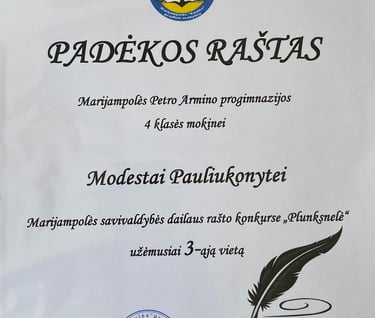 PADĖKOS RAŠTAS
Marijampolės Petro Armino progimnazijos
4 klasės mokinei
Modestai Pauliukonytei
Marijampolės savivaldybės dailaus rašto konkurse „Plunksnelė“
užėmusiai 3-ąją vietą